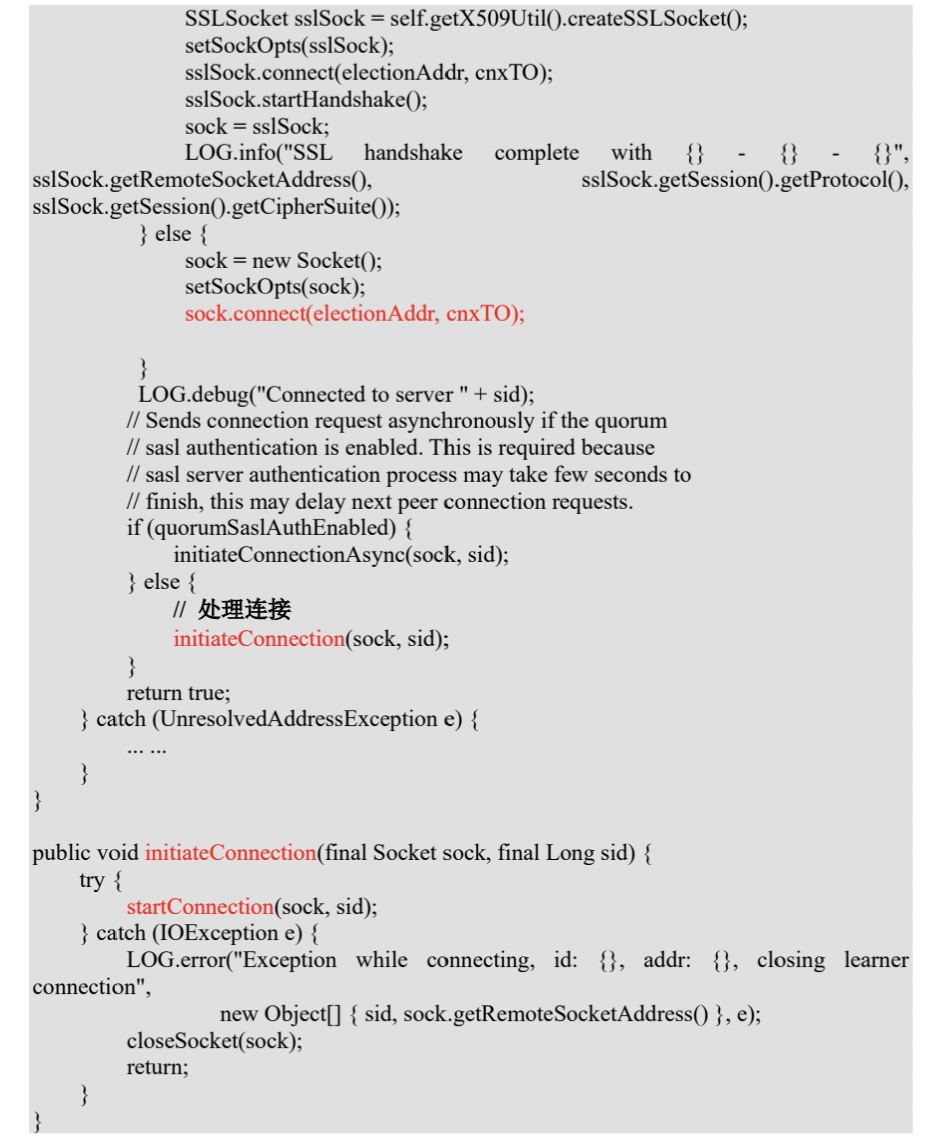 SSLSocket sslSock = self.getX509Util().createSSLSocket();
setSockOpts(sslSock);
sslSock.connect(electionAddr, cnxTO);
sslSock.startHandshake();
sock = sslSock;
LOG.info("SSL handshake complete with {} - {} - {}",
sslSock.getRemoteSocketAddress(), sslSock.getSession().getProtocol(),
sslSock.getSession().getCipherSuite());
} else {
sock = new Socket();
setSockOpts(sock);
sock.connect(electionAddr, cnxTO);
}
LOG.debug("Connected to server " + sid);
// Sends connection request asynchronously if the quorum
// sasl authentication is enabled. This is required because
// sasl server authentication process may take few seconds to
// finish, this may delay next peer connection requests.
if (quorumSaslAuthEnabled) {
initiateConnectionAsync(sock, sid);
} else {
// 处理连接
initiateConnection(sock, sid);
}
return true;
} catch (UnresolvedAddressException e) {
... ...
}
}
public void initiateConnection(final Socket sock, final Long sid) {
try {
startConnection(sock, sid);
} catch (IOException e) {
LOG.error("Exception while connecting, id: {}, addr: {}, closing learner
connection",
new Object[] { sid, sock.getRemoteSocketAddress() }, e);
closeSocket(sock);
return;
}
}